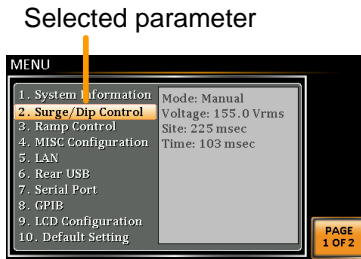 Selected parameter
MENU
1. System Information
2. Surge/Dip Control
3. Ramp Control
4. MISC Configuration
5. LAN
6. Rear USB
7. Serial Port
8. GPIB
9. LCD Configuration
10. Default Setting
Mode: Manual
Voltage: 155.0 Vrms
Site: 225 msec
Time: 103 msec
PAGE
1 OF 2